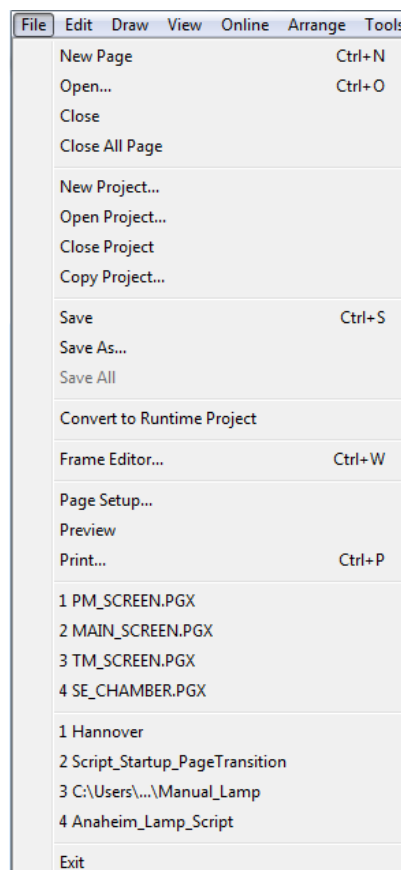 File Edit Draw View Online Arrange Tools
New Page Ctrl+N
Open... Ctrl+O
Close
Close All Page
New Project...
Open Project...
Close Project
Copy Project...
Save Ctrl+S
Save As...
Save All
Convert to Runtime Project
Frame Editor... Ctrl+W
Page Setup...
Preview
Print... Ctrl+P
1 PM_SCREEN.PGX
2 MAIN_SCREEN.PGX
3 TM_SCREEN.PGX
4 SE_CHAMBER.PGX
1 Hannover
2 Script_Startup_PageTransition
3 C:\Users\...\Manual_Lamp
4 Anaheim_Lamp_Script
Exit